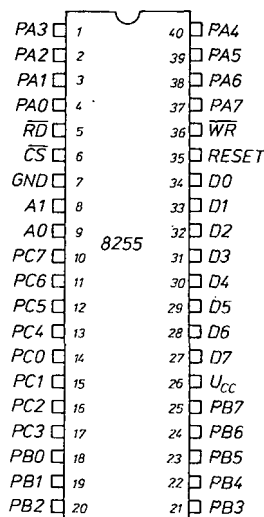 PA3 1 40 PA4
PA2 2 39 PA5
PA1 3 38 PA6
PA0 4 37 PA7
R̅D̅ 5 36 W̅R̅
C̅S̅ 6 35 RESET
GND 7 34 D0
A1 8 33 D1
A0 9 32 D2
8255
PC7 10 31 D3
PC6 11 30 D4
PC5 12 29 D5
PC4 13 28 D6
PC0 14 27 D7
PC1 15 26 UCC
PC2 16 25 PB7
PC3 17 24 PB6
PB0 18 23 PB5
PB1 19 22 PB4
PB2 20 21 PB3